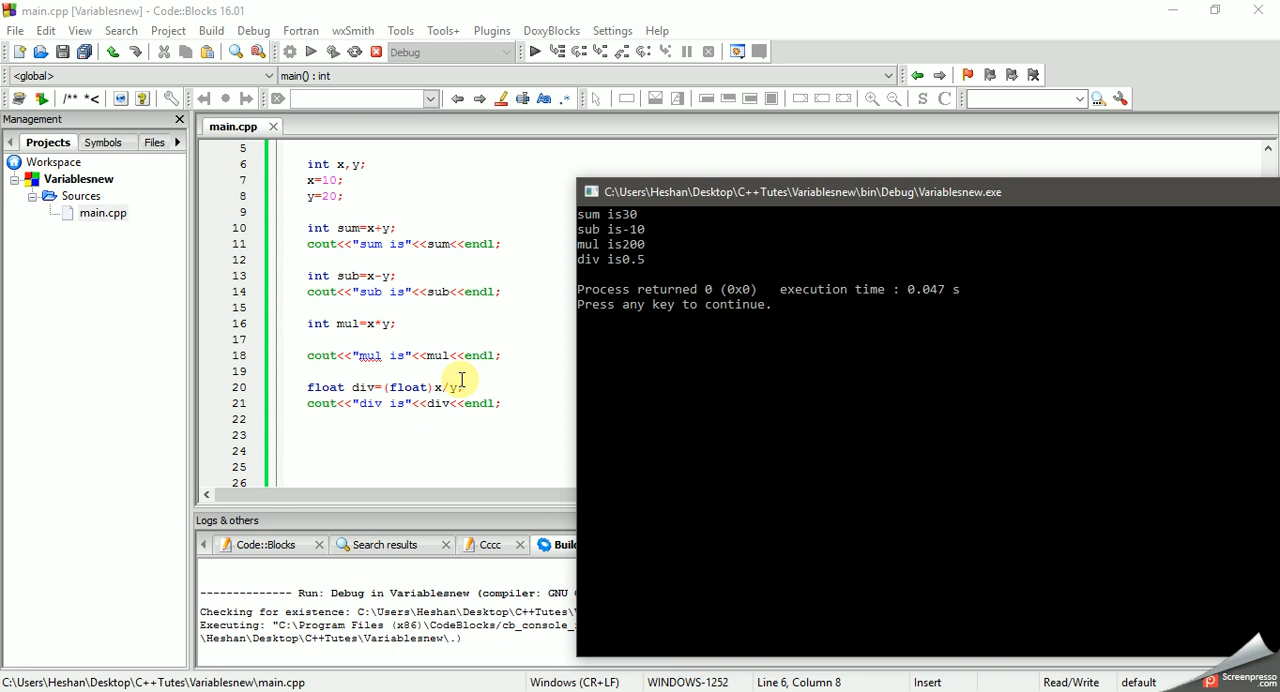 main.cpp [Variablesnew] - Code::Blocks 16.01
File Edit View Search Project Build Debug Fortran wxSmith Tools Tools+ Plugins DoxyBlocks Settings Help
Debug
<global> main() : int
/** *< S C
Management
main.cpp
Projects Symbols Files
Workspace
Variablesnew
Sources
main.cpp
5
6 int x,y;
7 x=10;
8 y=20;
9
10 int sum=x+y;
11 cout<<"sum is"<<sum<<endl;
12
13 int sub=x-y;
14 cout<<"sub is"<<sub<<endl;
15
16 int mul=x*y;
17
18 cout<<"mul is"<<mul<<endl;
19
20 float div=(float)x/y;
21 cout<<"div is"<<div<<endl;
22
23
24
25
26
C:\Users\Heshan\Desktop\C++Tutes\Variablesnew\bin\Debug\Variablesnew.exe
sum is30
sub is-10
mul is200
div is0.5
Process returned 0 (0x0) execution time : 0.047 s
Press any key to continue.
Logs & others
Code::Blocks Search results Cccc Buil
-------------- Run: Debug in Variablesnew (compiler: GNU
Checking for existence: C:\Users\Heshan\Desktop\C++Tutes\
Executing: "C:\Program Files (x86)\CodeBlocks/cb_console_
\Heshan\Desktop\C++Tutes\Variablesnew\.)
C:\Users\Heshan\Desktop\C++Tutes\Variablesnew\main.cpp Windows (CR+LF) WINDOWS-1252 Line 6, Column 8 Insert Read/Write default
Screenpresso
.com